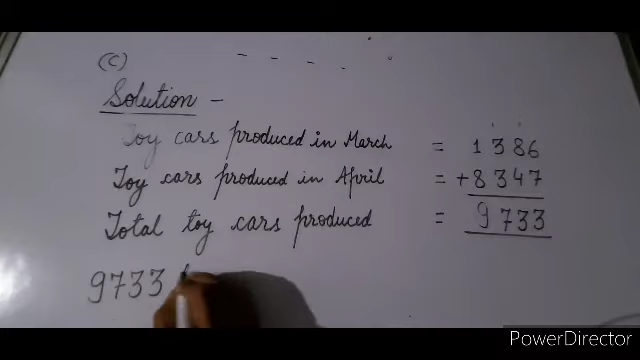 (C)
Solution -
Toy cars produced in March = 1386
Toy cars produced in April = +8347
Total toy cars produced = 9733
9733
PowerDirector